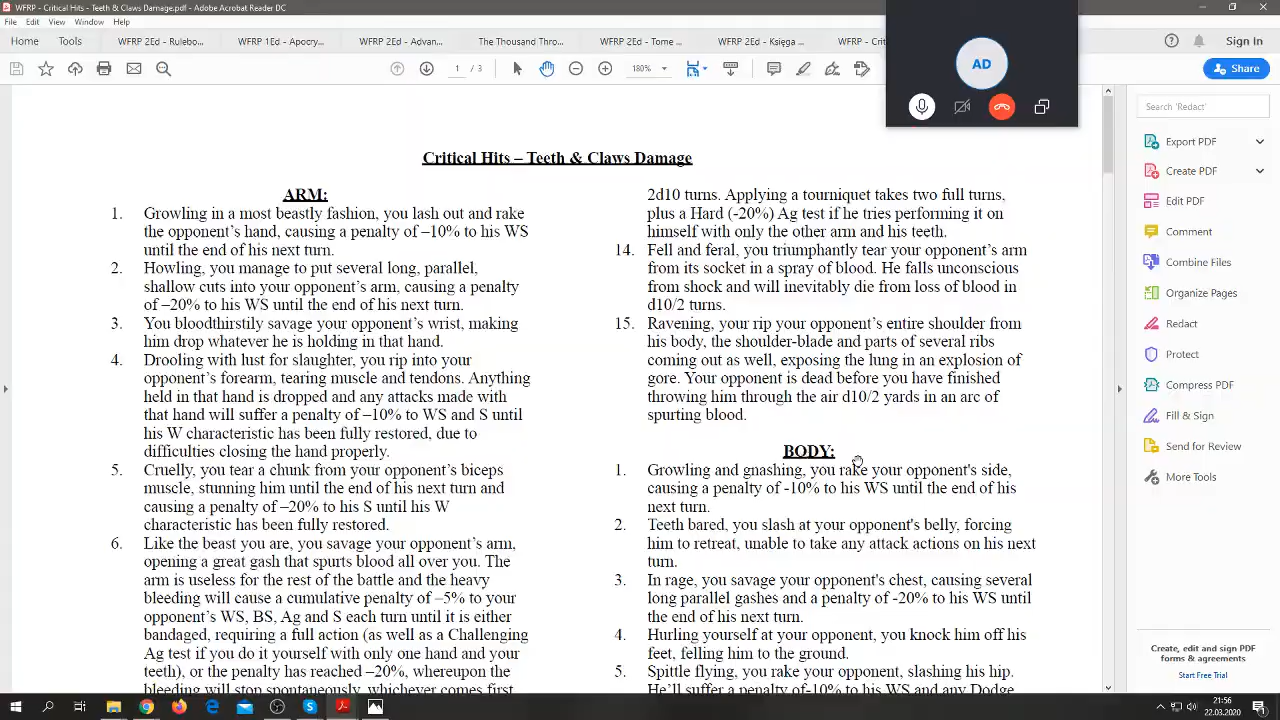 WFRP - Critical Hits - Teeth & Claws Damage.pdf - Adobe Acrobat Reader DC
File Edit View Window Help
Home Tools WFRP 2Ed - Rulebo... WFRP 1Ed - Apocry... WFRP 2Ed - Advan... The Thousand Thro... WFRP 2Ed - Tome ... WFRP 2Ed - Księga ... WFRP - Crit Sign In
1 / 3 180% Share
AD
Critical Hits – Teeth & Claws Damage
ARM:
1. Growling in a most beastly fashion, you lash out and rake
the opponent's hand, causing a penalty of –10% to his WS
until the end of his next turn.
2. Howling, you manage to put several long, parallel,
shallow cuts into your opponent's arm, causing a penalty
of –20% to his WS until the end of his next turn.
3. You bloodthirstily savage your opponent's wrist, making
him drop whatever he is holding in that hand.
4. Drooling with lust for slaughter, you rip into your
opponent's forearm, tearing muscle and tendons. Anything
held in that hand is dropped and any attacks made with
that hand will suffer a penalty of –10% to WS and S until
his W characteristic has been fully restored, due to
difficulties closing the hand properly.
5. Cruelly, you tear a chunk from your opponent's biceps
muscle, stunning him until the end of his next turn and
causing a penalty of –20% to his S until his W
characteristic has been fully restored.
6. Like the beast you are, you savage your opponent's arm,
opening a great gash that spurts blood all over you. The
arm is useless for the rest of the battle and the heavy
bleeding will cause a cumulative penalty of –5% to your
opponent's WS, BS, Ag and S each turn until it is either
bandaged, requiring a full action (as well as a Challenging
Ag test if you do it yourself with only one hand and your
teeth), or the penalty has reached –20%, whereupon the
bleeding will stop spontaneously, whichever comes first
2d10 turns. Applying a tourniquet takes two full turns,
plus a Hard (-20%) Ag test if he tries performing it on
himself with only the other arm and his teeth.
14. Fell and feral, you triumphantly tear your opponent's arm
from its socket in a spray of blood. He falls unconscious
from shock and will inevitably die from loss of blood in
d10/2 turns.
15. Ravening, your rip your opponent's entire shoulder from
his body, the shoulder-blade and parts of several ribs
coming out as well, exposing the lung in an explosion of
gore. Your opponent is dead before you have finished
throwing him through the air d10/2 yards in an arc of
spurting blood.
BODY:
1. Growling and gnashing, you rake your opponent's side,
causing a penalty of -10% to his WS until the end of his
next turn.
2. Teeth bared, you slash at your opponent's belly, forcing
him to retreat, unable to take any attack actions on his next
turn.
3. In rage, you savage your opponent's chest, causing several
long parallel gashes and a penalty of -20% to his WS until
the end of his next turn.
4. Hurling yourself at your opponent, you knock him off his
feet, felling him to the ground.
5. Spittle flying, you rake your opponent, slashing his hip.
He'll suffer a penalty of-10% to his WS and any Dodge
Search 'Redact'
Export PDF
Create PDF
Edit PDF
Comment
Combine Files
Organize Pages
Redact
Protect
Compress PDF
Fill & Sign
Send for Review
More Tools
Create, edit and sign PDF
forms & agreements
Start Free Trial
21:56
22.03.2020